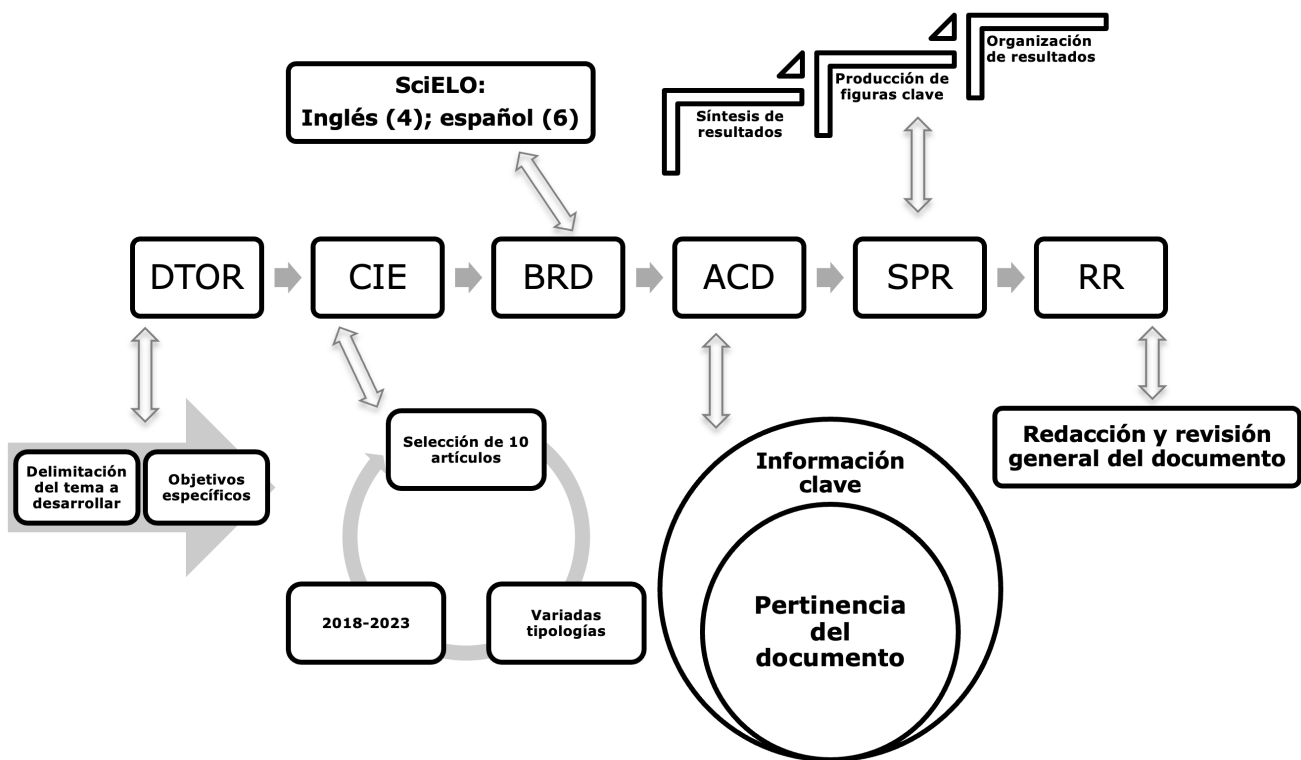 SciELO:
Inglés (4); español (6)
Síntesis de
resultados
Producción de
figuras clave
Organización
de resultados
DTOR
CIE
BRD
ACD
SPR
RR
Delimitación
del tema a
desarrollar
Objetivos
específicos
Selección de 10
artículos
2018-2023
Variadas
tipologías
Información
clave
Pertinencia
del
documento
Redacción y revisión
general del documento